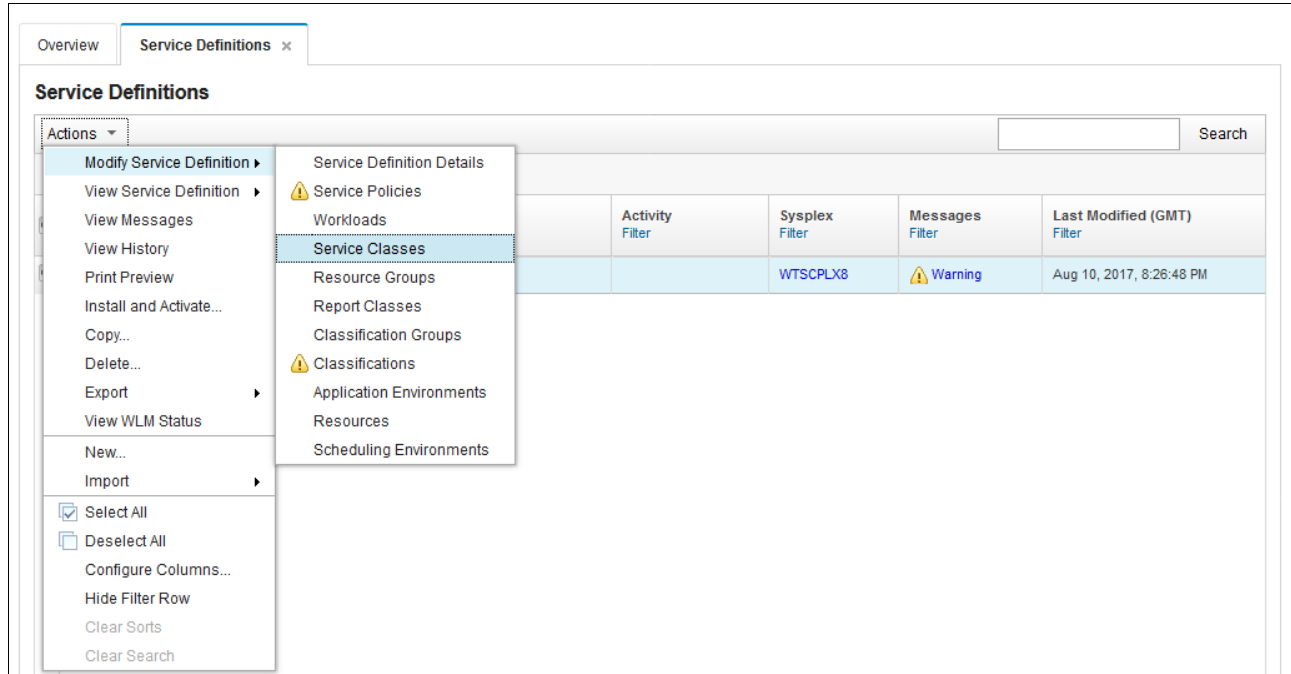 Overview
Service Definitions ×
Service Definitions
Actions
Search
Modify Service Definition
View Service Definition
View Messages
View History
Print Preview
Install and Activate...
Copy...
Delete...
Export
View WLM Status
New...
Import
Select All
Deselect All
Configure Columns...
Hide Filter Row
Clear Sorts
Clear Search
Service Definition Details
Service Policies
Workloads
Service Classes
Resource Groups
Report Classes
Classification Groups
Classifications
Application Environments
Resources
Scheduling Environments
Activity
Filter
Sysplex
Filter
Messages
Filter
Last Modified (GMT)
Filter
WTSCPLX8
Warning
Aug 10, 2017, 8:26:48 PM